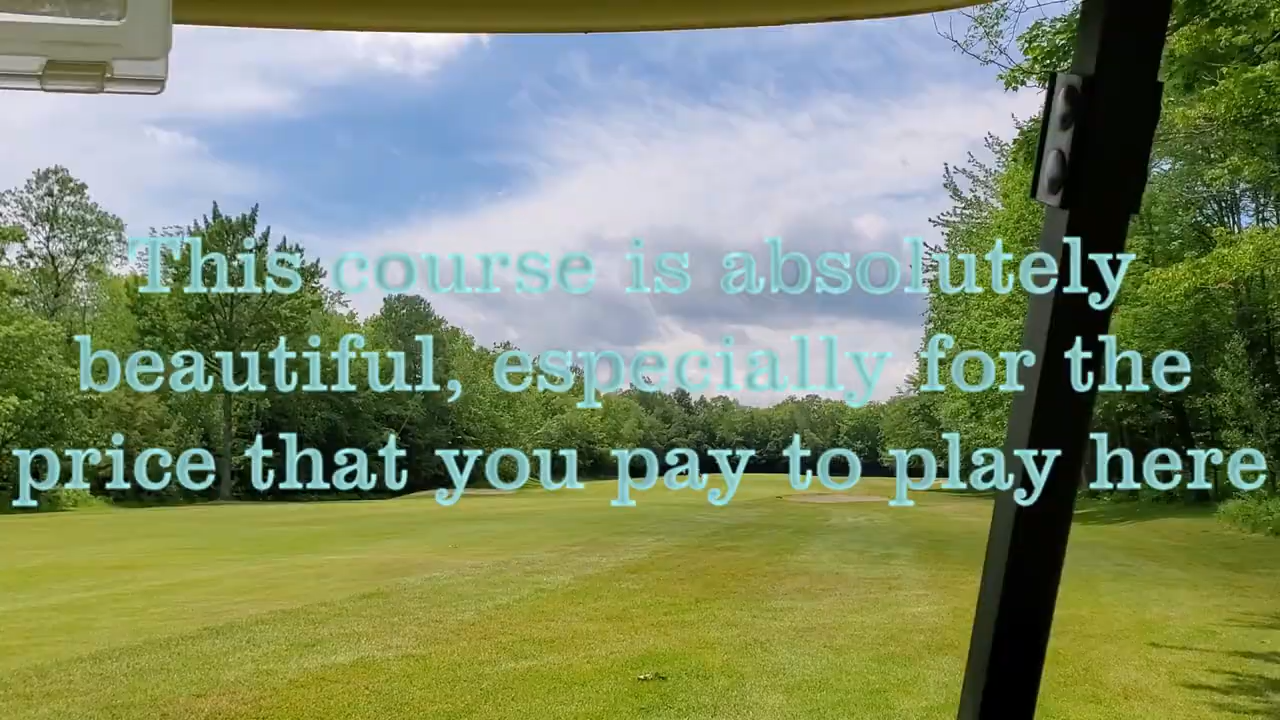 This course is absolutely
beautiful, especially for the
price that you pay to play here